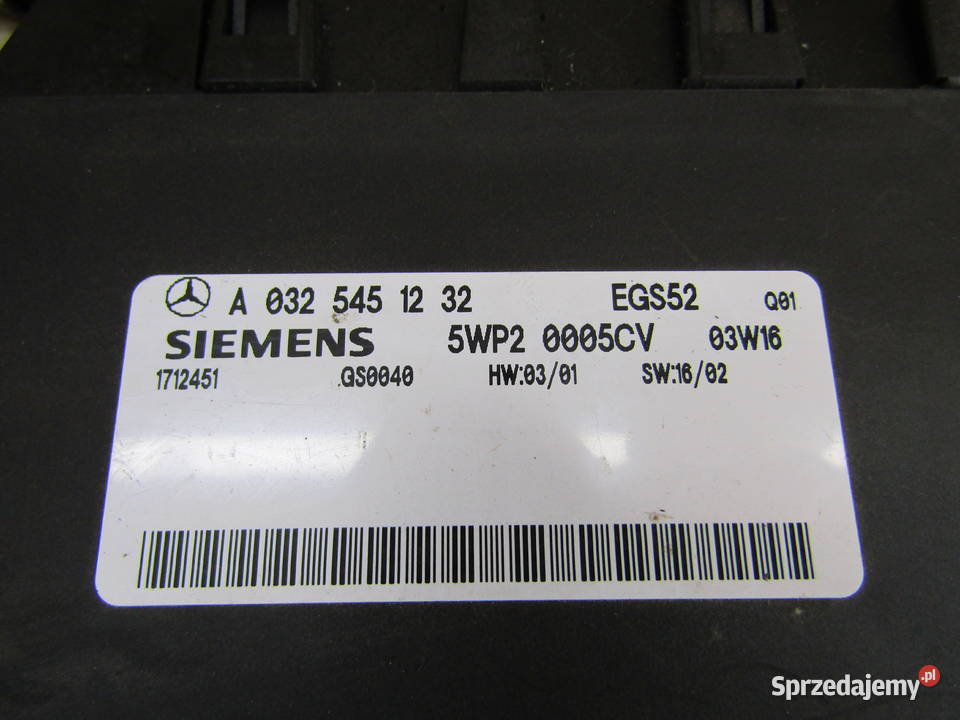 A 032 545 12 32 EGS52 Q01
SIEMENS 5WP2 0005CV 03W16
1712451 GS0040 HW:03/01 SW:16/02
Sprzedajemy.pl